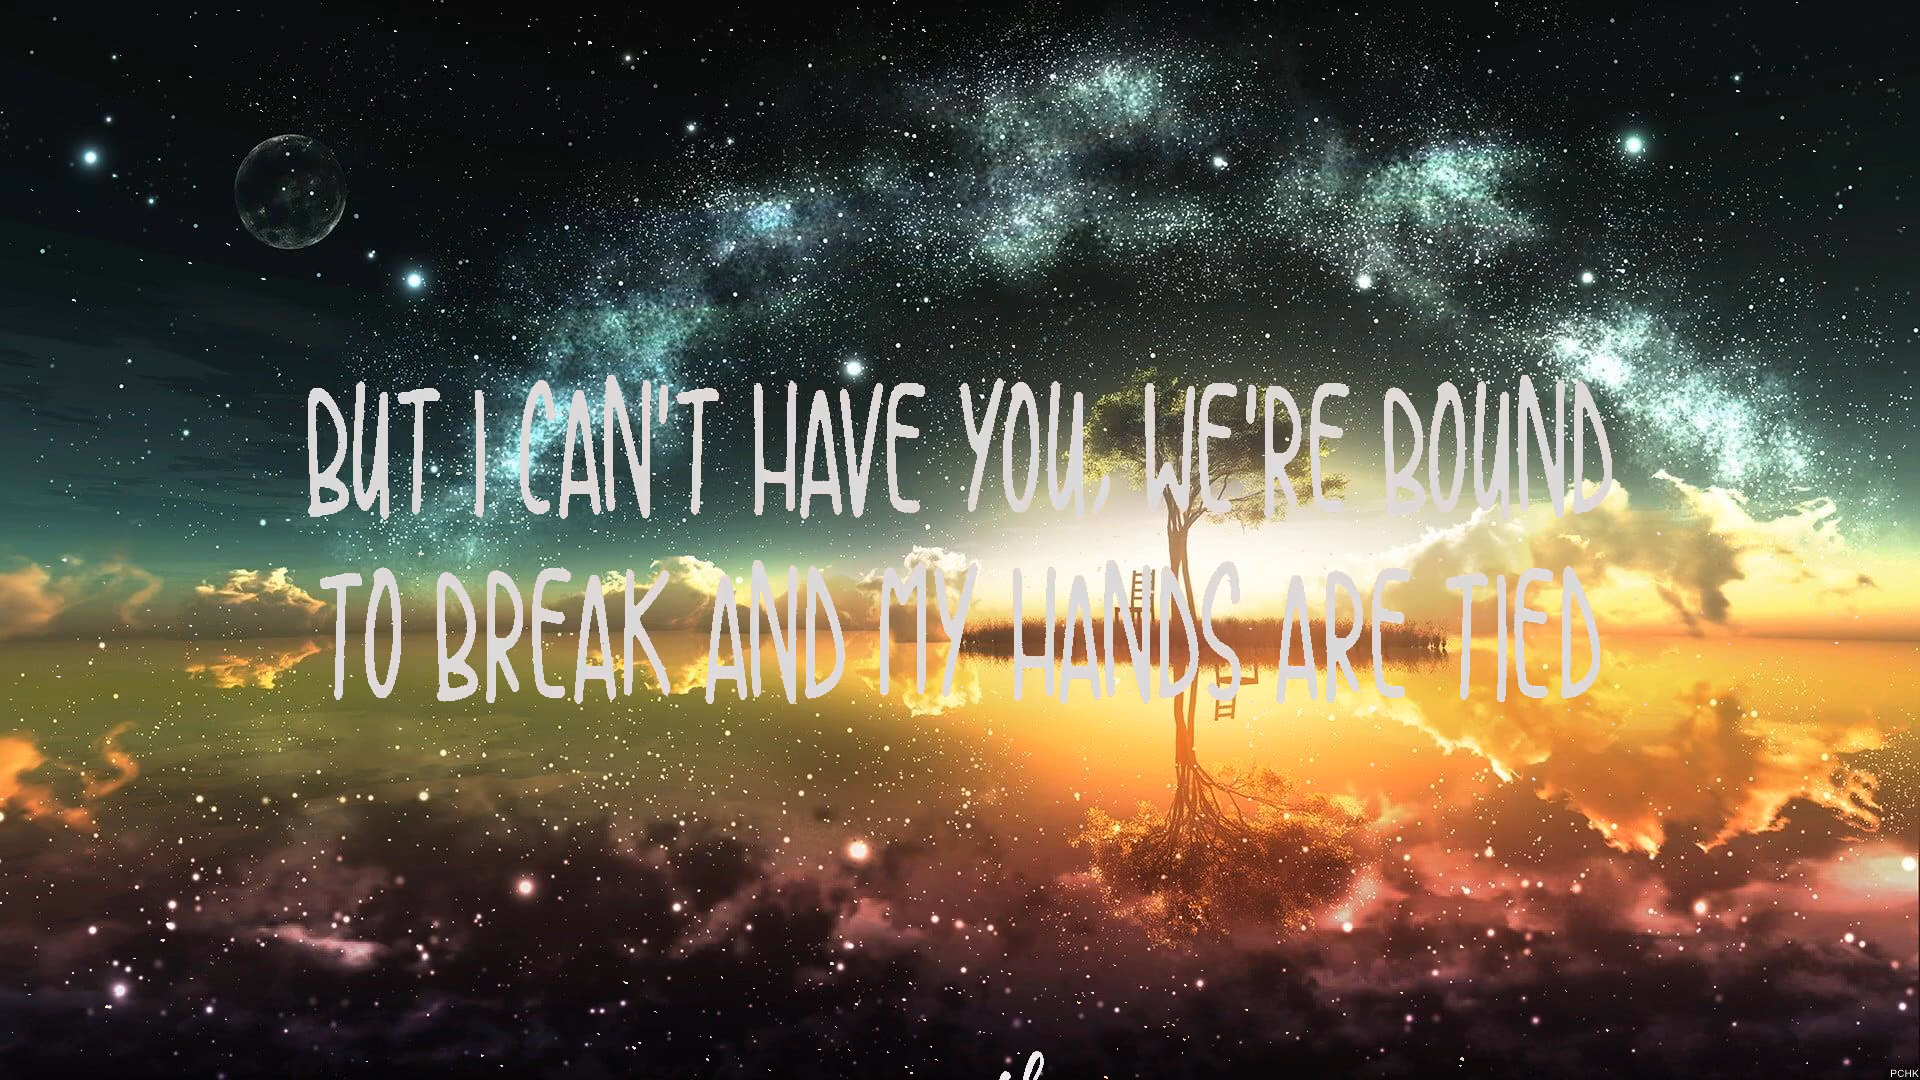 BUT I CAN'T HAVE YOU, WE'RE BOUND
TO BREAK AND MY HANDS ARE TIED
PCHK